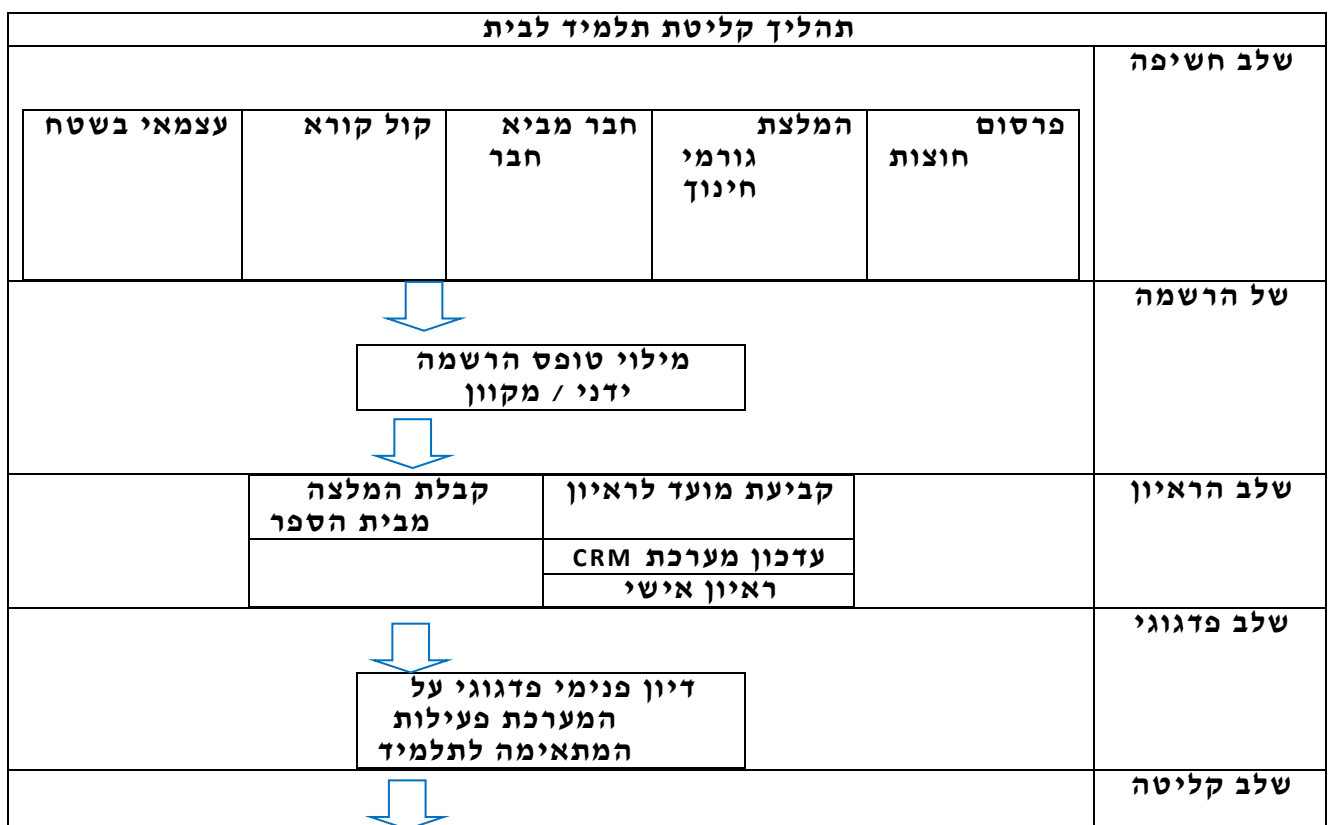 תהליך קליטת תלמיד לבית
שלב חשיפה
פרסום
חוצות
המלצת
גורמי
חינוך
חבר מביא
חבר
קול קורא
עצמאי בשטח
של הרשמה
מילוי טופס הרשמה
ידני / מקוון
שלב הראיון
קביעת מועד לראיון
קבלת המלצה
מבית הספר
עדכון מערכת CRM
ראיון אישי
שלב פדגוגי
דיון פנימי פדגוגי על
המערכת פעילות
המתאימה לתלמיד
שלב קליטה